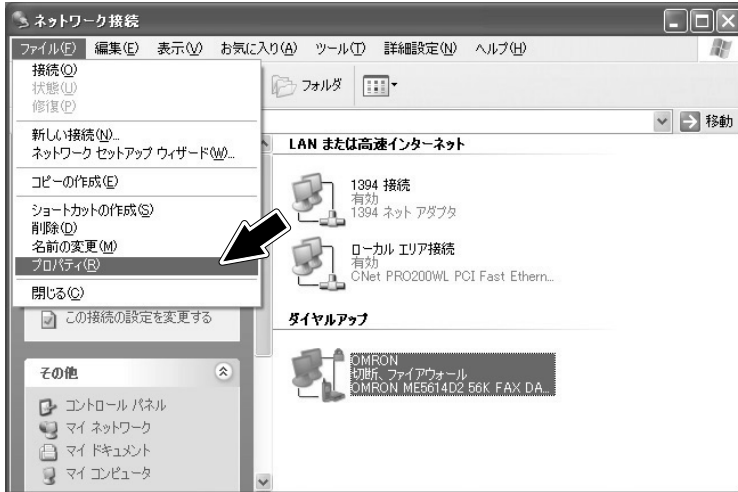 ネットワーク接続
ファイル(F) 編集(E) 表示(V) お気に入り(A) ツール(T) 詳細設定(N) ヘルプ(H)
接続(O)
状態(U)
修復(P)
新しい接続(N)...
ネットワーク セットアップ ウィザード(W)...
コピーの作成(E)
ショートカットの作成(S)
削除(D)
名前の変更(M)
プロパティ(R)
閉じる(C)
フォルダ
移動
この接続の設定を変更する
その他
コントロール パネル
マイ ネットワーク
マイ ドキュメント
マイ コンピュータ
LAN または高速インターネット
1394 接続
有効
1394 ネット アダプタ
ローカル エリア接続
有効
CNet PRO200WL PCI Fast Ethern...
ダイヤルアップ
OMRON
切断、ファイアウォール
OMRON ME5614D2 56K FAX DA...